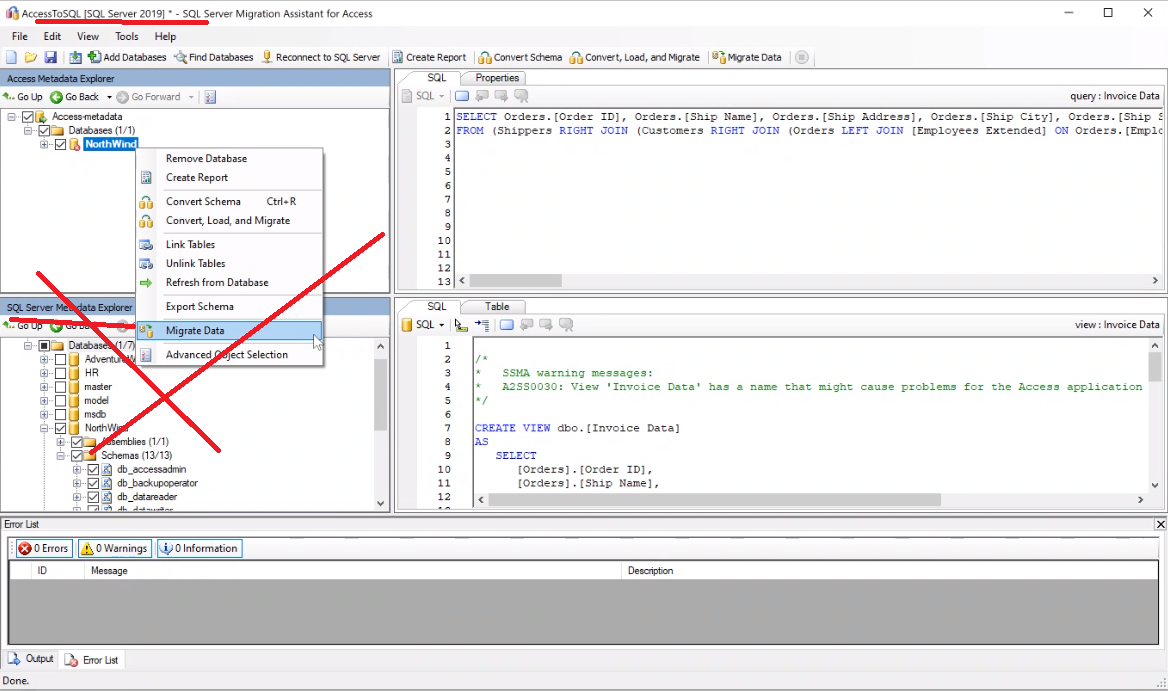 AccessToSQL [SQL Server 2019] * - SQL Server Migration Assistant for Access
File Edit View Tools Help
Add Databases Find Databases Reconnect to SQL Server Create Report Convert Schema Convert, Load, and Migrate Migrate Data
Access Metadata Explorer
Go Up Go Back Go Forward
Access-metadata
Databases (1/1)
NorthWind
Remove Database
Create Report
Convert Schema Ctrl+R
Convert, Load, and Migrate
Link Tables
Unlink Tables
Refresh from Database
Export Schema
Migrate Data
Advanced Object Selection
SQL Properties
SQL
query : Invoice Data
1 SELECT Orders.[Order ID], Orders.[Ship Name], Orders.[Ship Address], Orders.[Ship City], Orders.[Ship S
2 FROM (Shippers RIGHT JOIN (Customers RIGHT JOIN (Orders LEFT JOIN [Employees Extended] ON Orders.[Emplo
3
4
5
6
7
8
9
10
11
12
13
SQL Server Metadata Explorer
Go Up Go Back
Databases (1/7)
AdventureW
HR
master
model
msdb
NorthWind
Assemblies (1/1)
Schemas (13/13)
db_accessadmin
db_backupoperator
db_datareader
db_datawriter
SQL Table
SQL
view : Invoice Data
1
2 /*
3 * SSMA warning messages:
4 * A2SS0030: View 'Invoice Data' has a name that might cause problems for the Access application
5 */
6
7 CREATE VIEW dbo.[Invoice Data]
8 AS
9 SELECT
10 [Orders].[Order ID],
11 [Orders].[Ship Name],
12
Error List
0 Errors 0 Warnings 0 Information
ID Message Description
Output Error List
Done.